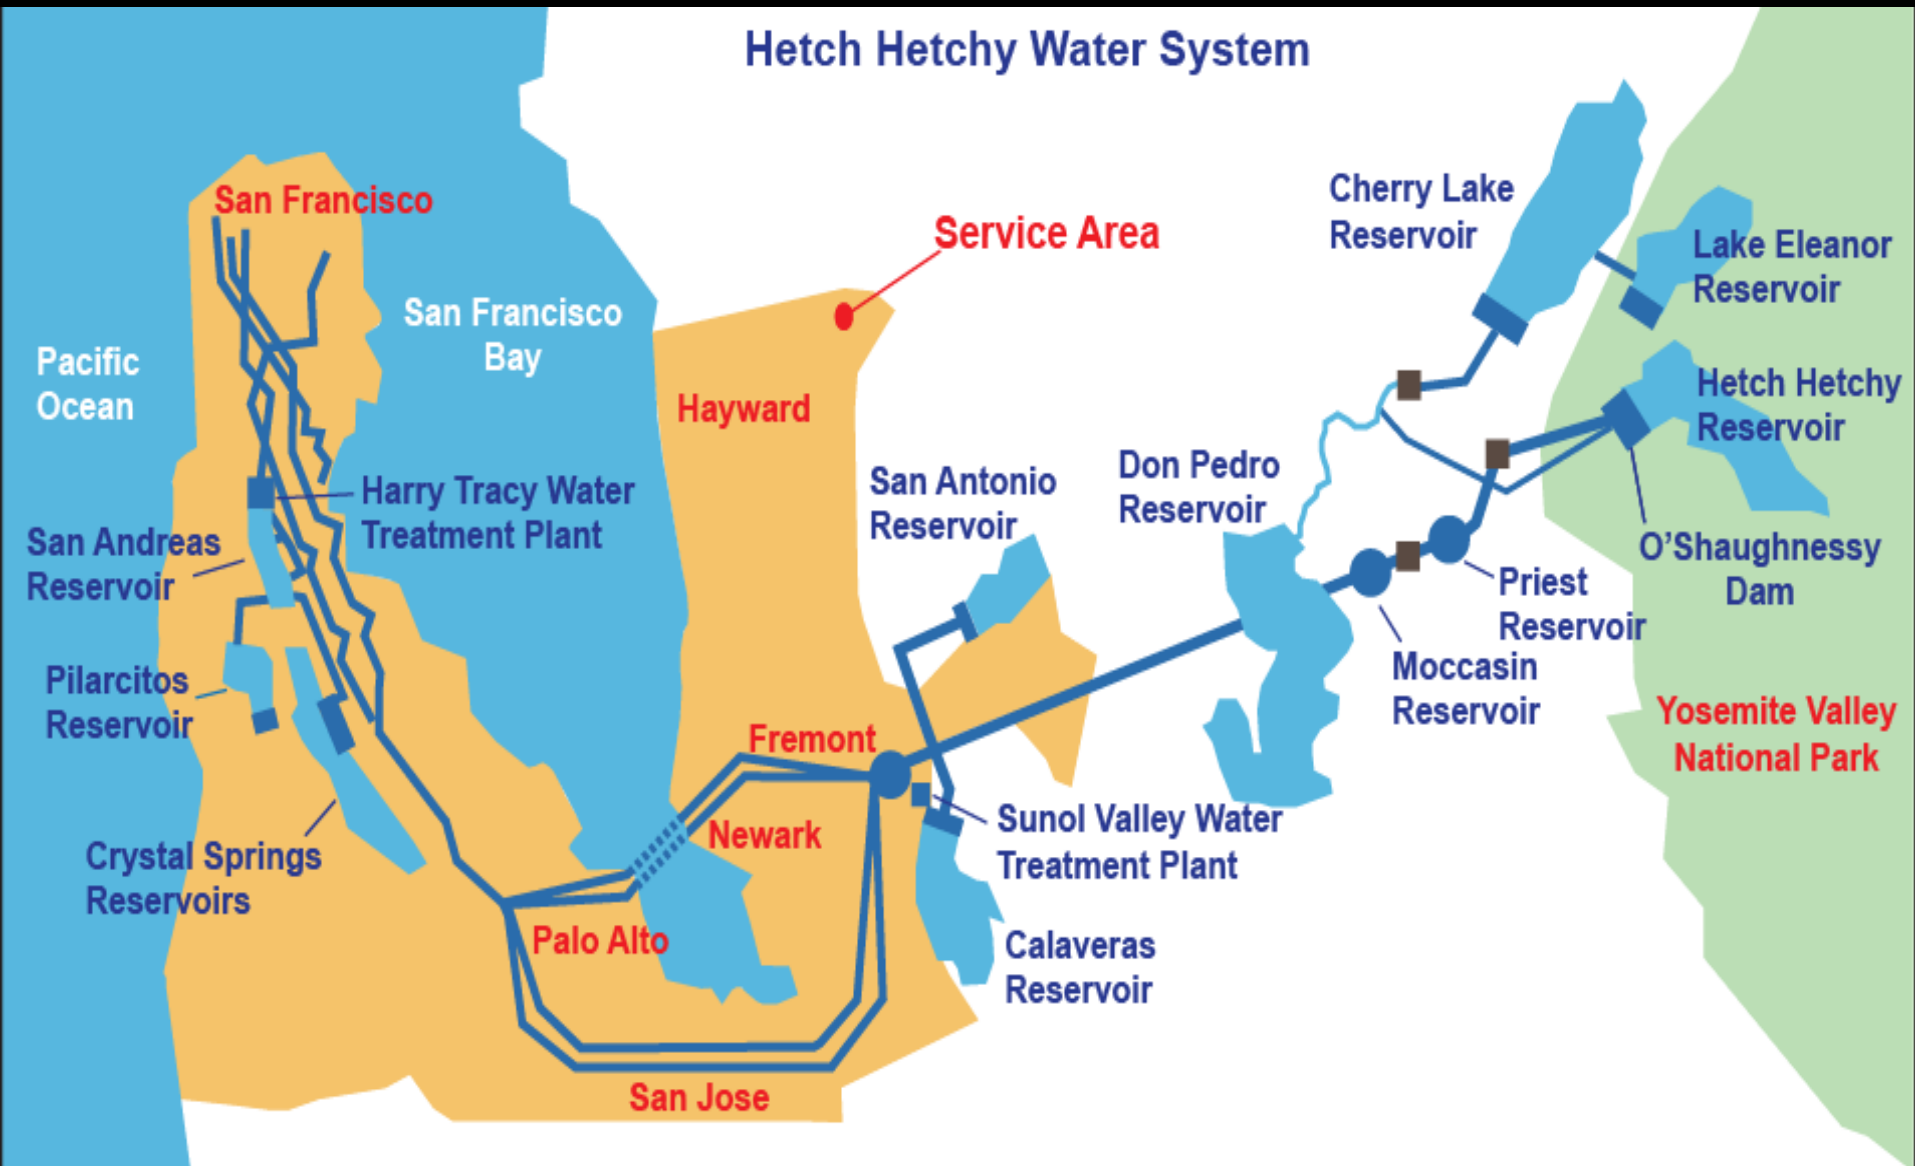 Hetch Hetchy Water System
San Francisco
Service Area
Cherry Lake
Reservoir
Lake Eleanor
Reservoir
San Francisco
Bay
Pacific
Ocean
Hayward
Hetch Hetchy
Reservoir
Harry Tracy Water
Treatment Plant
San Antonio
Reservoir
Don Pedro
Reservoir
San Andreas
Reservoir
O'Shaughnessy
Dam
Priest
Reservoir
Moccasin
Reservoir
Pilarcitos
Reservoir
Yosemite Valley
National Park
Fremont
Newark
Sunol Valley Water
Treatment Plant
Crystal Springs
Reservoirs
Palo Alto
Calaveras
Reservoir
San Jose